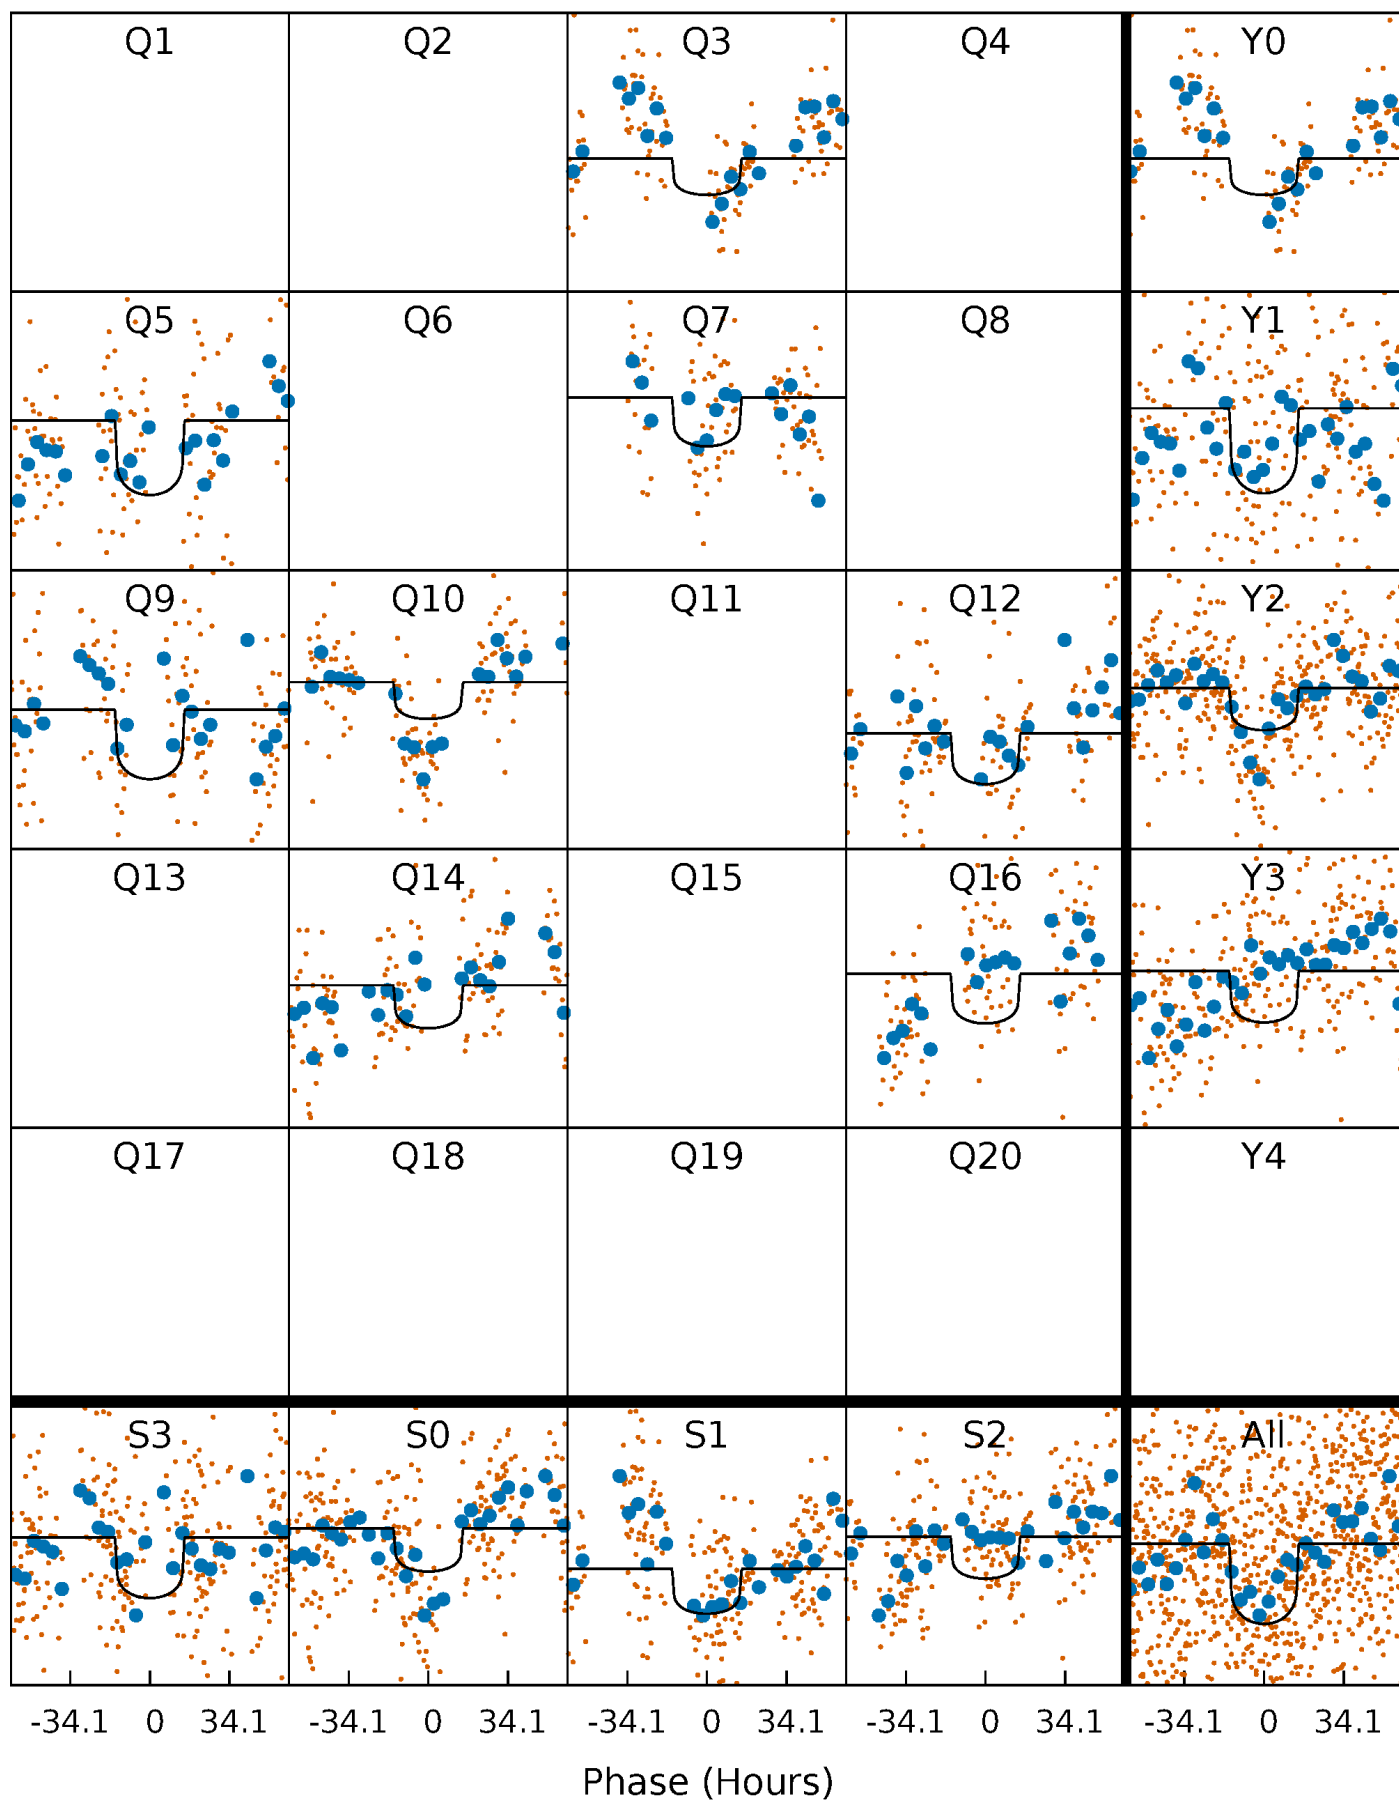 Q1 Q2 Q3 Q4 Y0
Q5 Q6 Q7 Q8 Y1
Q9 Q10 Q11 Q12 Y2
Q13 Q14 Q15 Q16 Y3
Q17 Q18 Q19 Q20 Y4
S3 S0 S1 S2 All
-34.1 0 34.1 -34.1 0 34.1 -34.1 0 34.1 -34.1 0 34.1 -34.1 0 34.1
Phase (Hours)